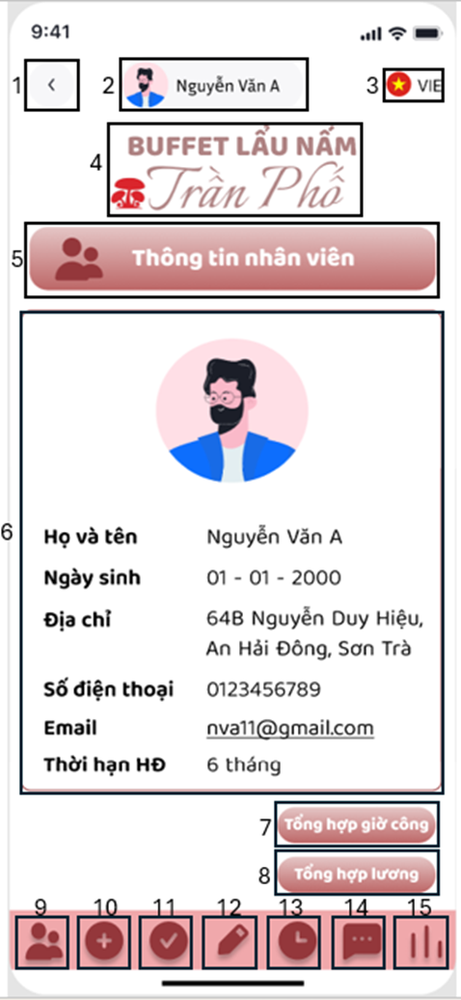 9:41
1
2 Nguyễn Văn A
3 VIE
4 BUFFET LẨU NẤM
Trần Phố
5 Thông tin nhân viên
6
Họ và tên Nguyễn Văn A
Ngày sinh 01 - 01 - 2000
Địa chỉ 64B Nguyễn Duy Hiệu,
An Hải Đông, Sơn Trà
Số điện thoại 0123456789
Email nva11@gmail.com
Thời hạn HĐ 6 tháng
7 Tổng hợp giờ công
8 Tổng hợp lương
9 10 11 12 13 14 15